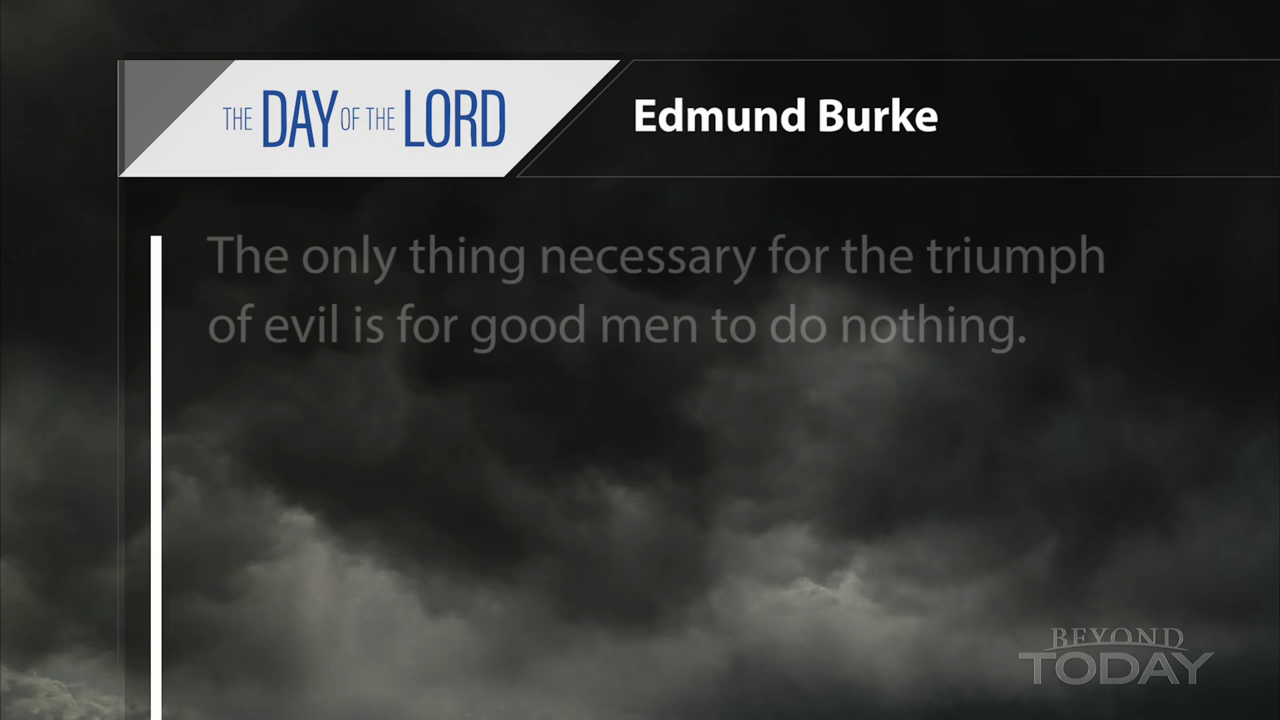 THE DAY OF THE LORD
Edmund Burke
The only thing necessary for the triumph
of evil is for good men to do nothing.
BEYOND
TODAY